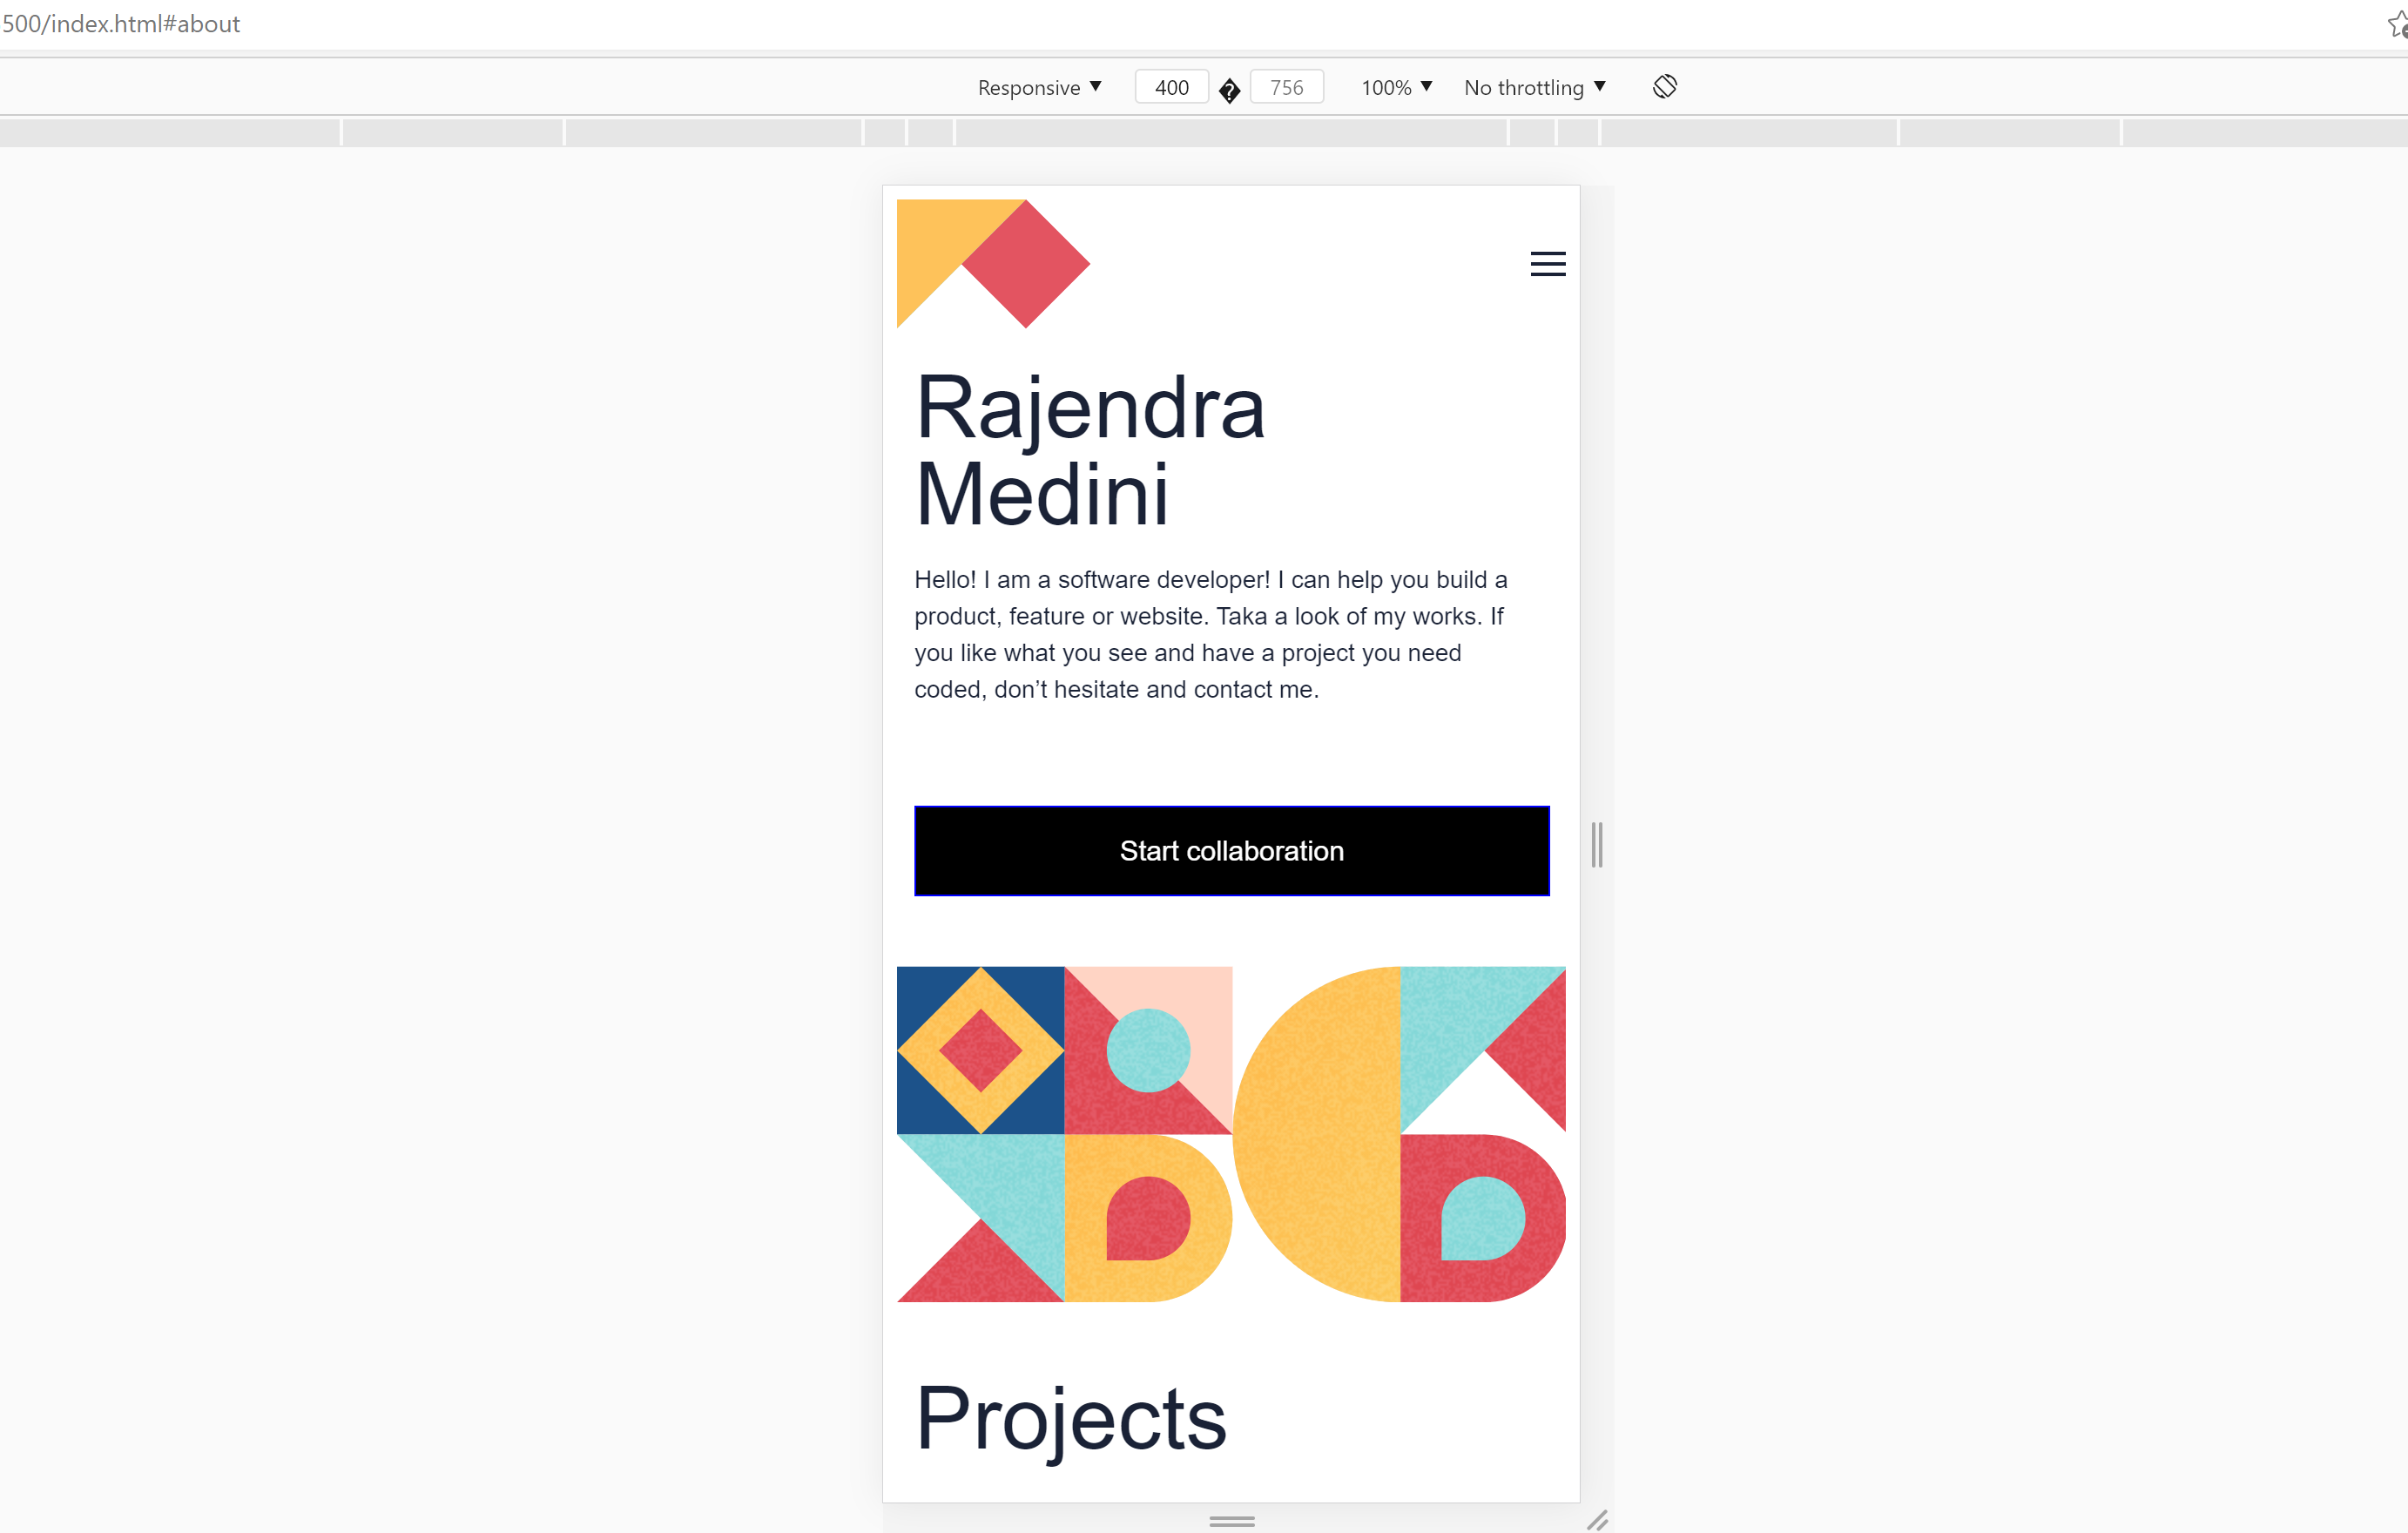 500/index.html#about
Responsive 400 756 100% No throttling
Rajendra
Medini
Hello! I am a software developer! I can help you build a
product, feature or website. Taka a look of my works. If
you like what you see and have a project you need
coded, don’t hesitate and contact me.
Start collaboration
Projects